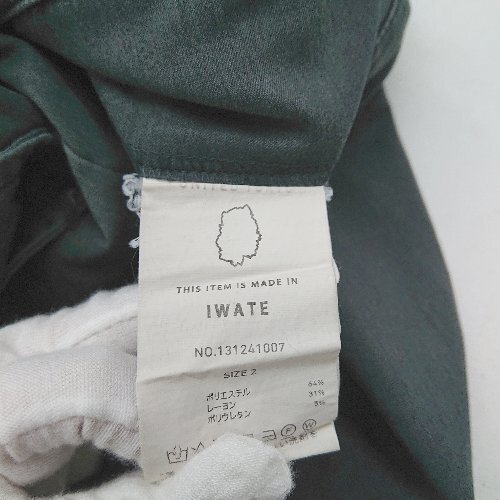 UNITED
THIS ITEM IS MADE IN
IWATE
NO.131241007
SIZE 2
ポリエステル 64%
レーヨン 31%
ポリウレタン 5%